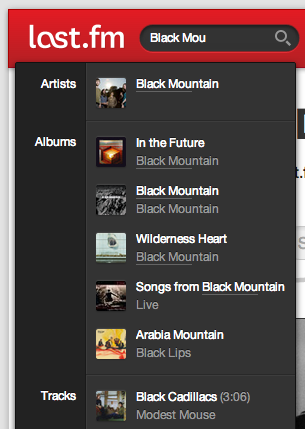 last.fm
Black Mou
Artists
Black Mountain
Albums
In the Future
Black Mountain
Black Mountain
Black Mountain
Wilderness Heart
Black Mountain
Songs from Black Mountain
Live
Arabia Mountain
Black Lips
Tracks
Black Cadillacs (3:06)
Modest Mouse